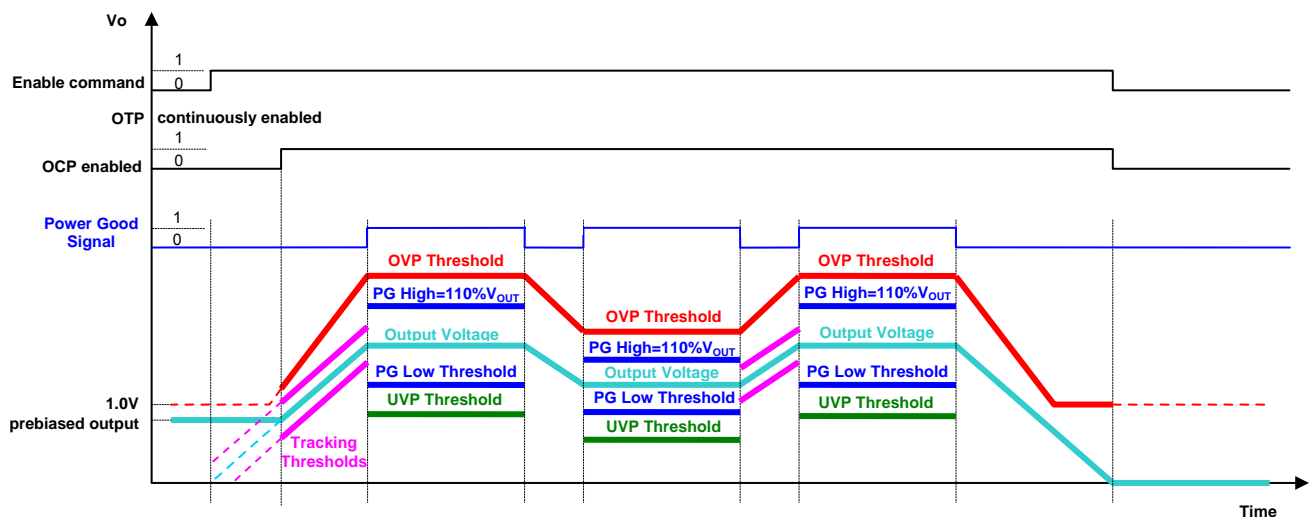 Vo
1
Enable command
0
OTP continuously enabled
1
OCP enabled
0
Power Good
Signal
1
0
OVP Threshold
OVP Threshold
PG High=110%VOUT
PG High=110%VOUT
OVP Threshold
Output Voltage
Output Voltage
PG High=110%VOUT
PG Low Threshold
Output Voltage
PG Low Threshold
1.0V
UVP Threshold
PG Low Threshold
UVP Threshold
prebiased output
UVP Threshold
Tracking
Thresholds
Time